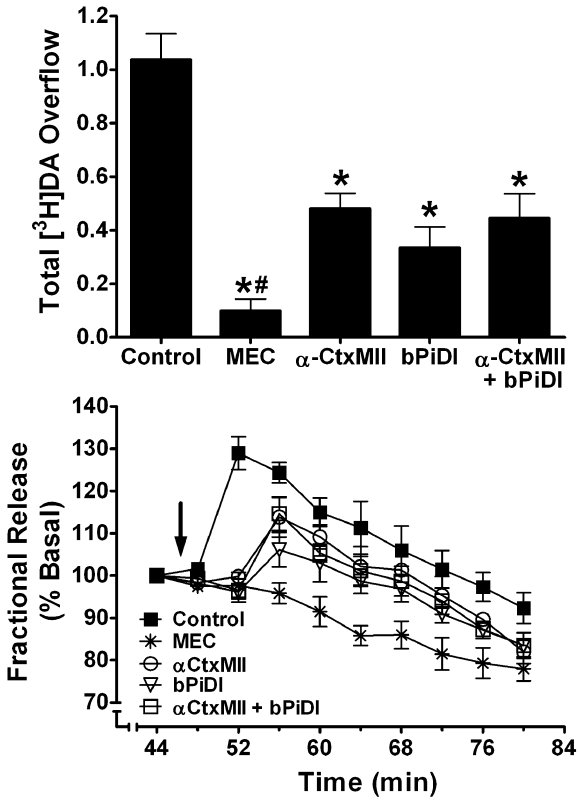 Total [³H]DA Overflow
1.2
1.0
0.8
0.6
0.4
0.2
0.0
*
*#
*
*
*
Control
MEC
α-CtxMII
bPiDI
α-CtxMII
+ bPiDI
Fractional Release
(% Basal)
140
130
120
110
100
90
80
70
Control
MEC
αCtxMII
bPiDI
αCtxMII + bPiDI
44
52
60
68
76
84
Time (min)